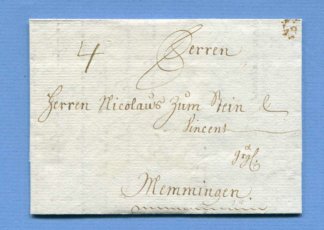 4 Herren
Herren Nicolaus Zum Stein &
Vincent
Memmingen